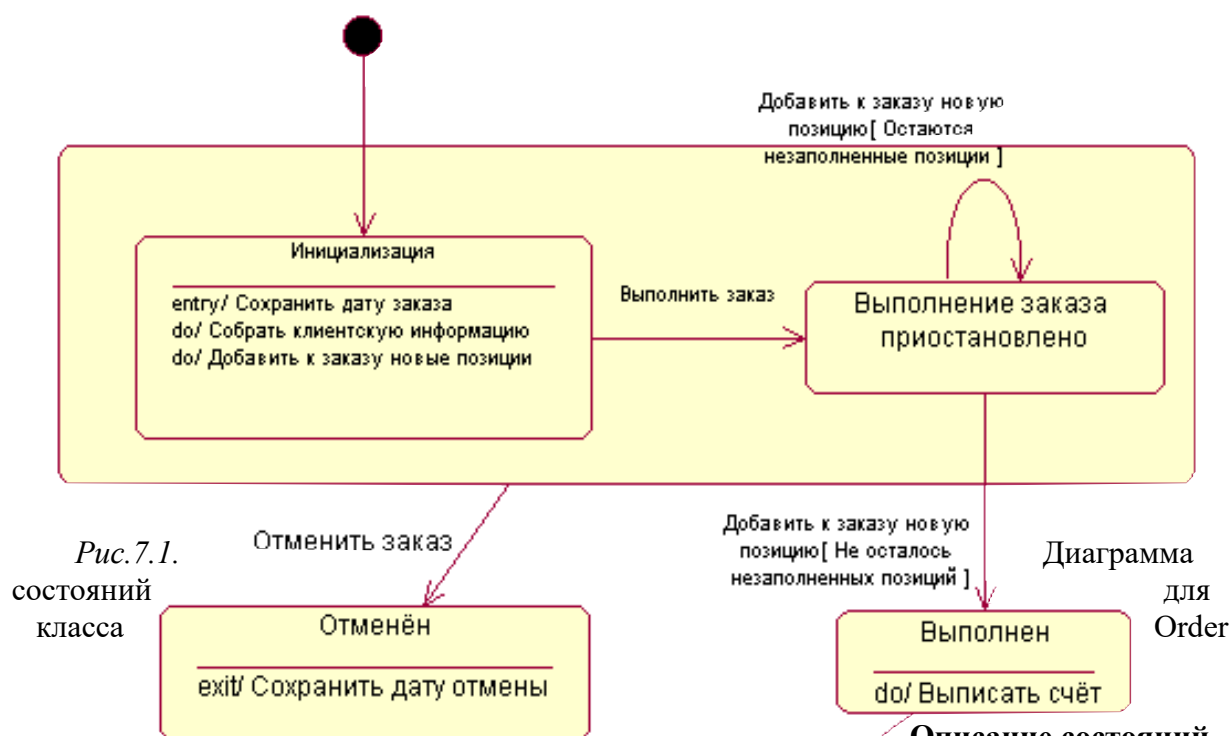 Добавить к заказу новую
позицию[ Остаются
незаполненные позиции ]
Инициализация
entry/ Сохранить дату заказа
do/ Собрать клиентскую информацию
do/ Добавить к заказу новые позиции
Выполнить заказ
Выполнение заказа
приостановлено
Отменить заказ
Добавить к заказу новую
позицию[ Не осталось
незаполненных позиций ]
Рис.7.1. Диаграмма
состояний для
класса Order
Отменён
exit/ Сохранить дату отмены
Выполнен
do/ Выписать счёт
Описание состояний